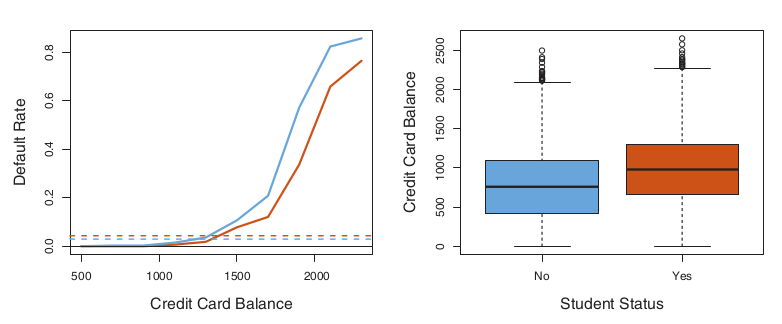 Default Rate
0.0 0.2 0.4 0.6 0.8
500 1000 1500 2000
Credit Card Balance
Credit Card Balance
0 500 1000 1500 2000 2500
No Yes
Student Status